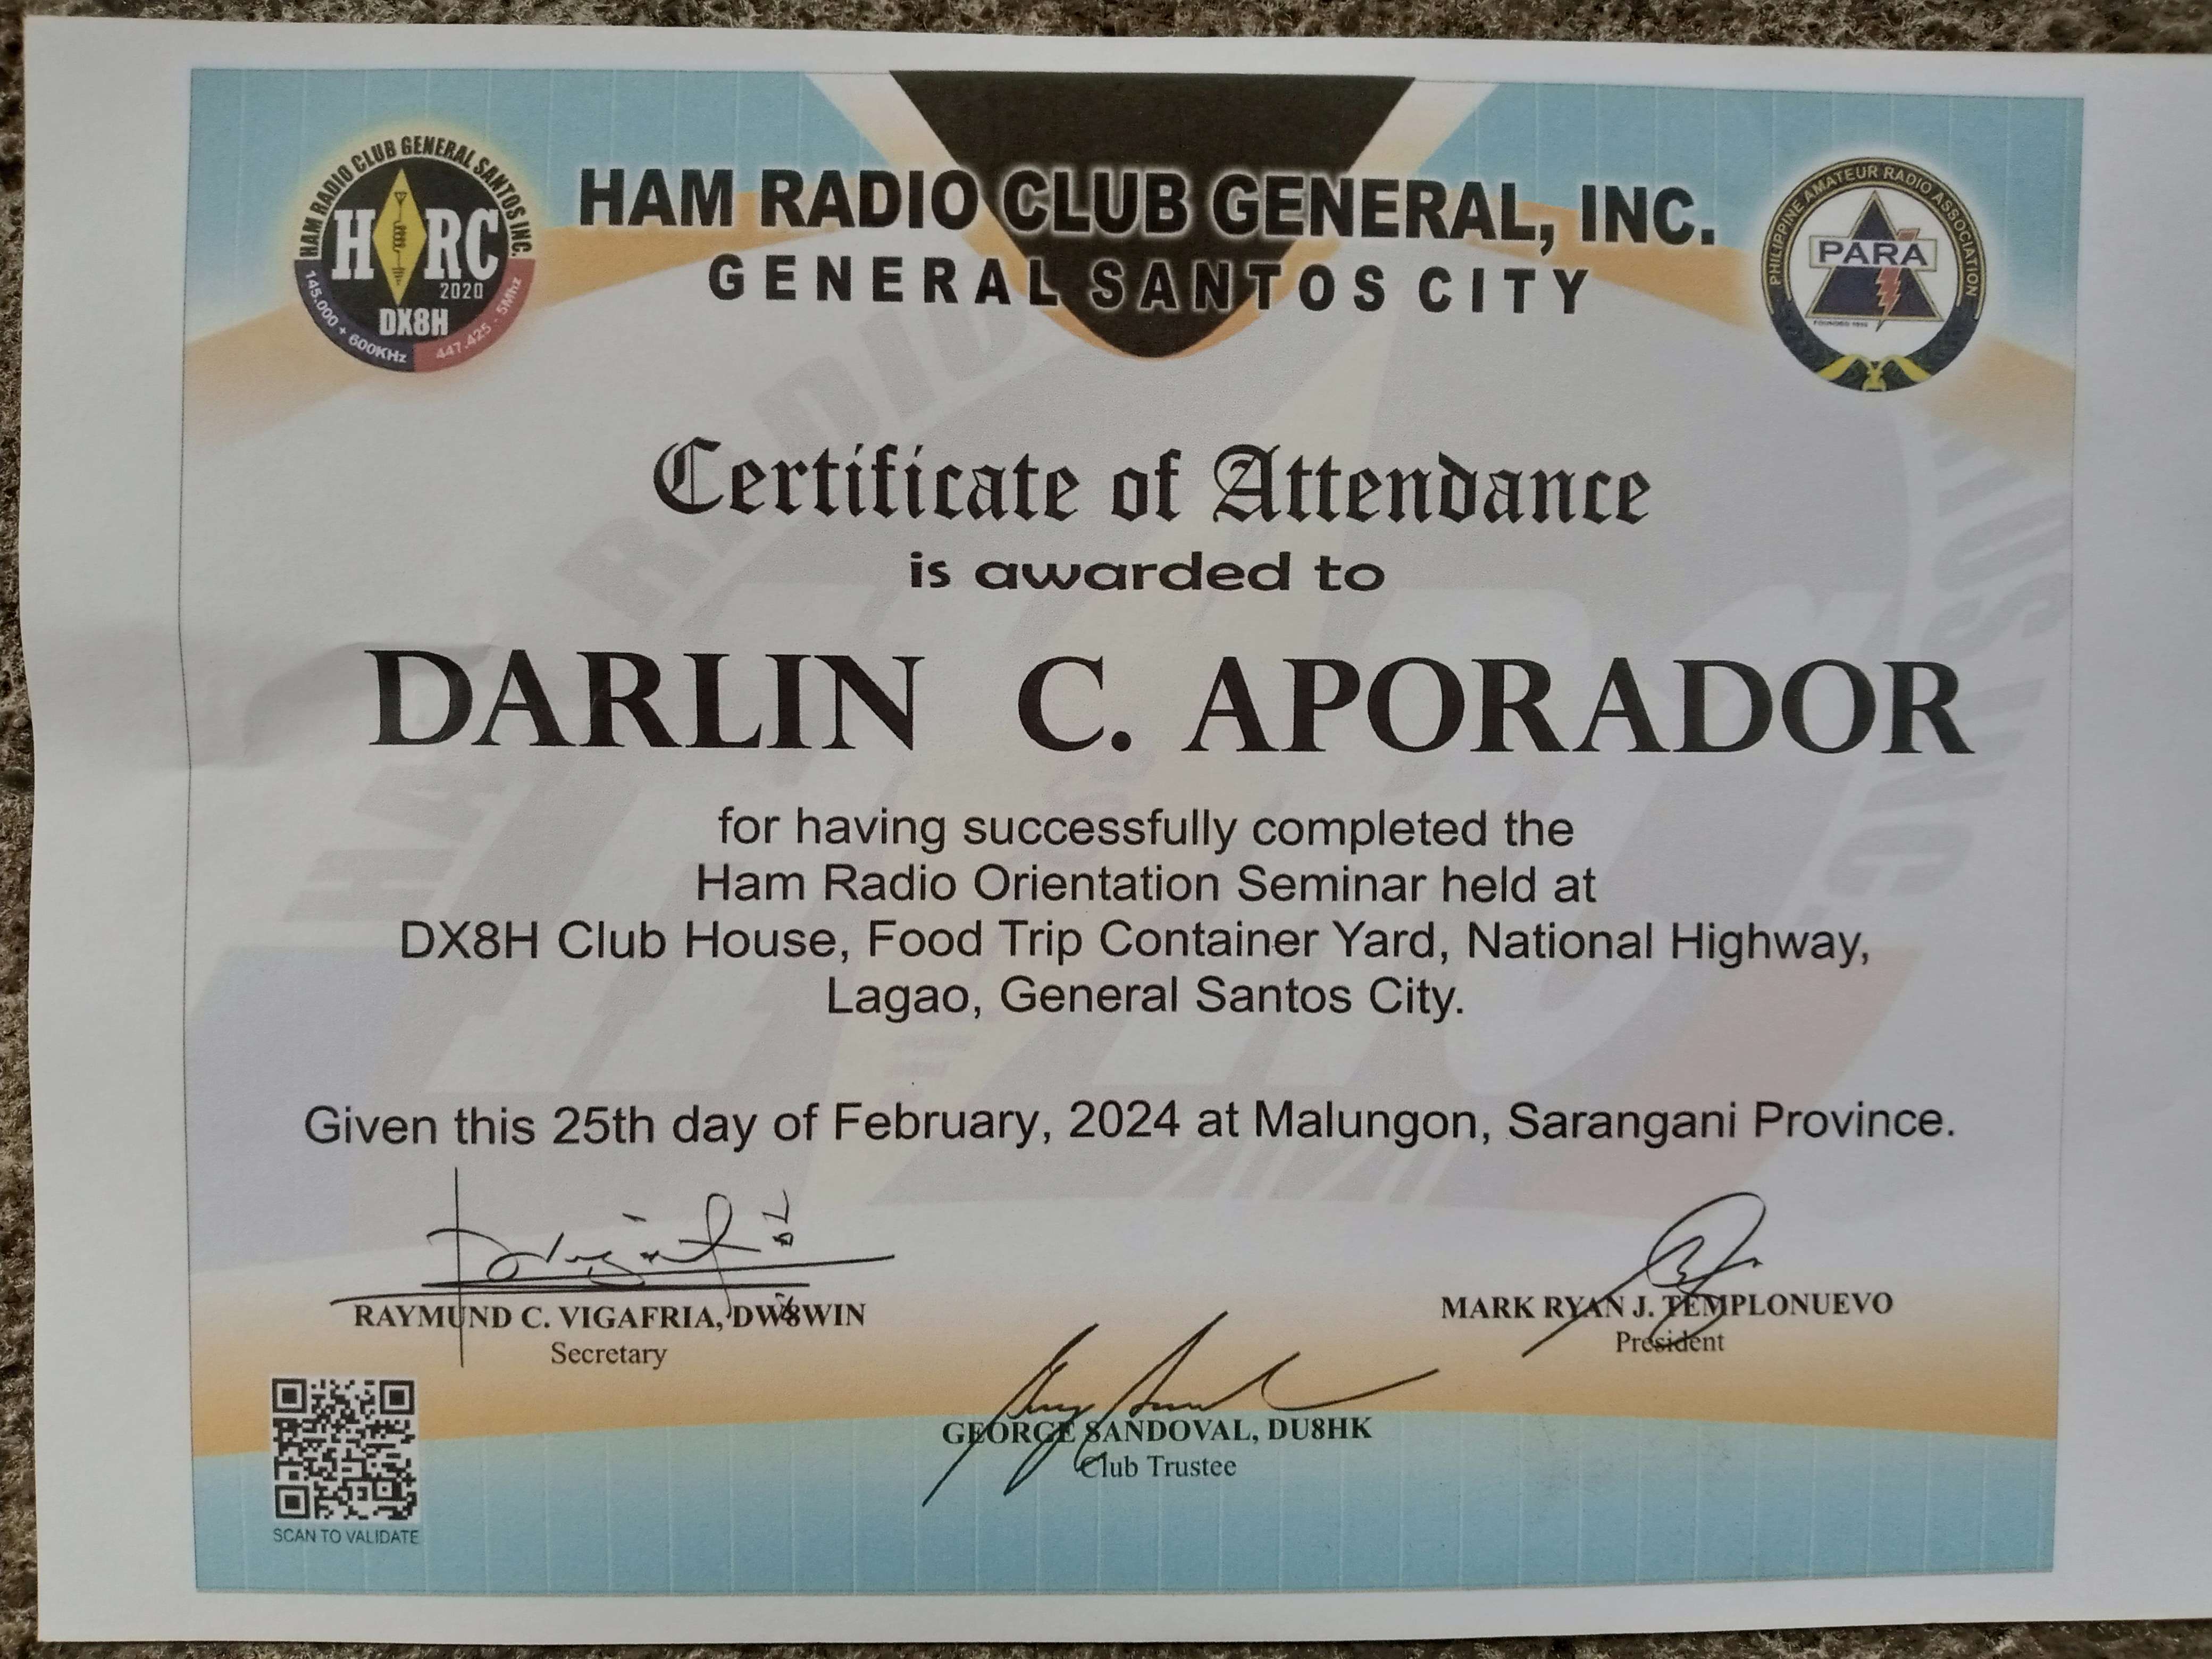 HAM RADIO CLUB GENERAL SANTOS INC.
H RC
2020
DX8H
145.000 + 600KHz
447.425 - 5Mhz
HAM RADIO CLUB GENERAL, INC.
GENERAL SANTOS CITY
PHILIPPINE AMATEUR RADIO ASSOCIATION
PARA
Certificate of Attendance
is awarded to
DARLIN C. APORADOR
for having successfully completed the
Ham Radio Orientation Seminar held at
DX8H Club House, Food Trip Container Yard, National Highway,
Lagao, General Santos City.
Given this 25th day of February, 2024 at Malungon, Sarangani Province.
RAYMUND C. VIGAFRIA, DW8WIN
Secretary
MARK RYAN J. TEMPLONUEVO
President
GEORGE SANDOVAL, DU8HK
Club Trustee
SCAN TO VALIDATE